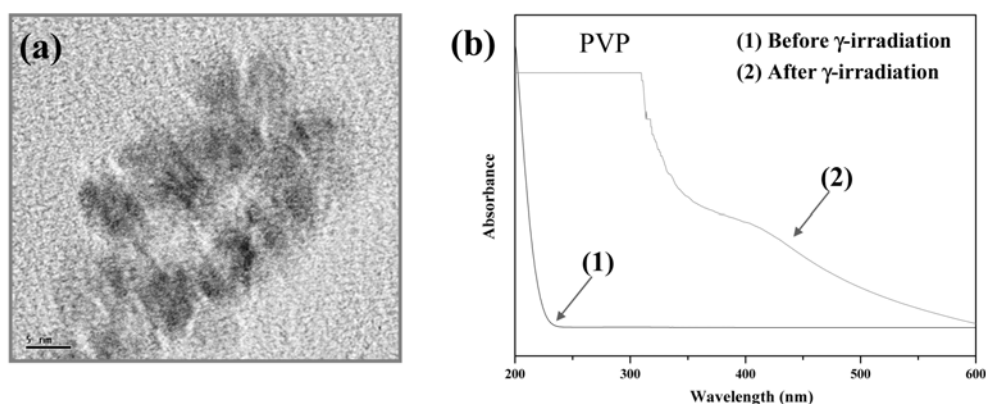 (a)
5 nm
(b)
PVP
(1) Before γ-irradiation
(2) After γ-irradiation
(2)
(1)
Absorbance
200 300 400 500 600
Wavelength (nm)